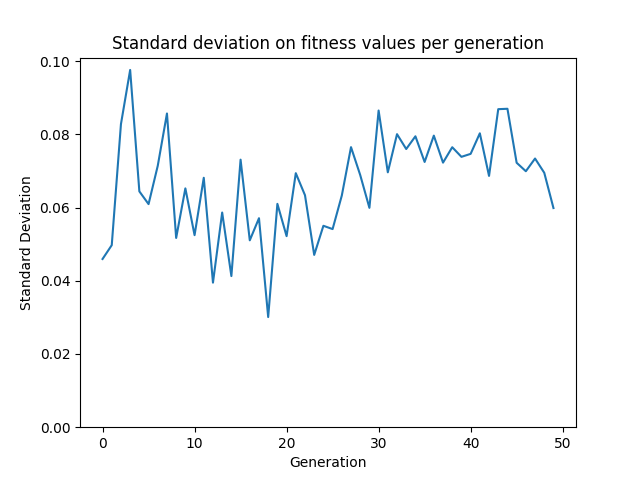 Standard deviation on fitness values per generation
Standard Deviation
0.10
0.08
0.06
0.04
0.02
0.00
0 10 20 30 40 50
Generation